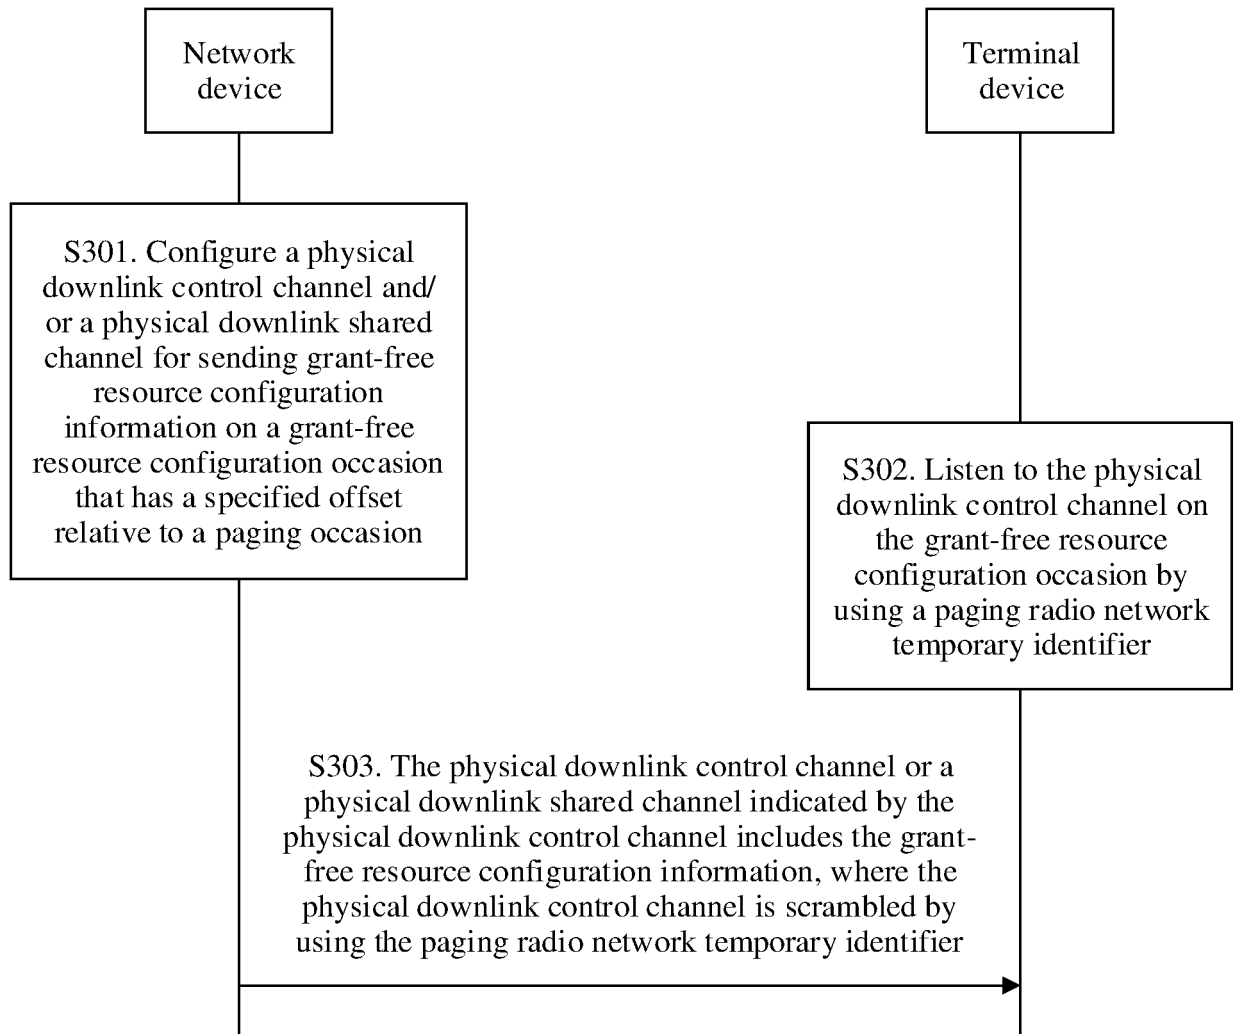 Network
device
Terminal
device
S301. Configure a physical
downlink control channel and/
or a physical downlink shared
channel for sending grant-free
resource configuration
information on a grant-free
resource configuration occasion
that has a specified offset
relative to a paging occasion
S302. Listen to the physical
downlink control channel on
the grant-free resource
configuration occasion by
using a paging radio network
temporary identifier
S303. The physical downlink control channel or a
physical downlink shared channel indicated by the
physical downlink control channel includes the grant-
free resource configuration information, where the
physical downlink control channel is scrambled by
using the paging radio network temporary identifier